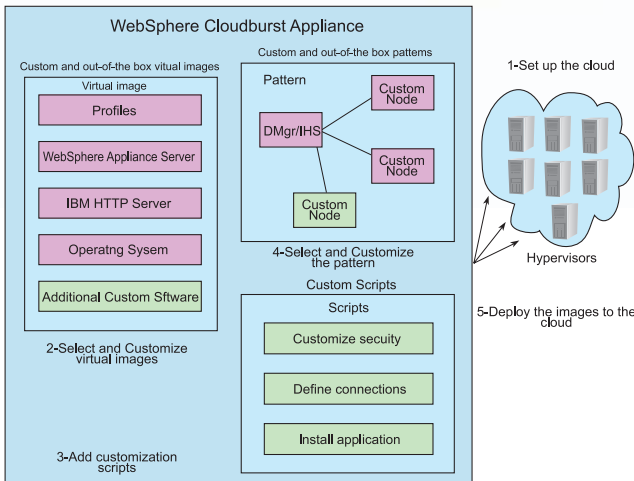 WebSphere Cloudburst Appliance
Custom and out-of-the box vitual images
Virtual image
Profiles
WebSphere Appliance Server
IBM HTTP Server
Operatng Sysem
Additional Custom Sftware
2-Select and Customize
virtual images
3-Add customization
scripts
Custom and out-of-the box patterns
Pattern
Custom
Node
DMgr/IHS
Custom
Node
Custom
Node
4-Select and Customize
the pattern
Custom Scripts
Scripts
Customize secuity
Define connections
Install application
1-Set up the cloud
Hypervisors
5-Deploy the images to the
cloud